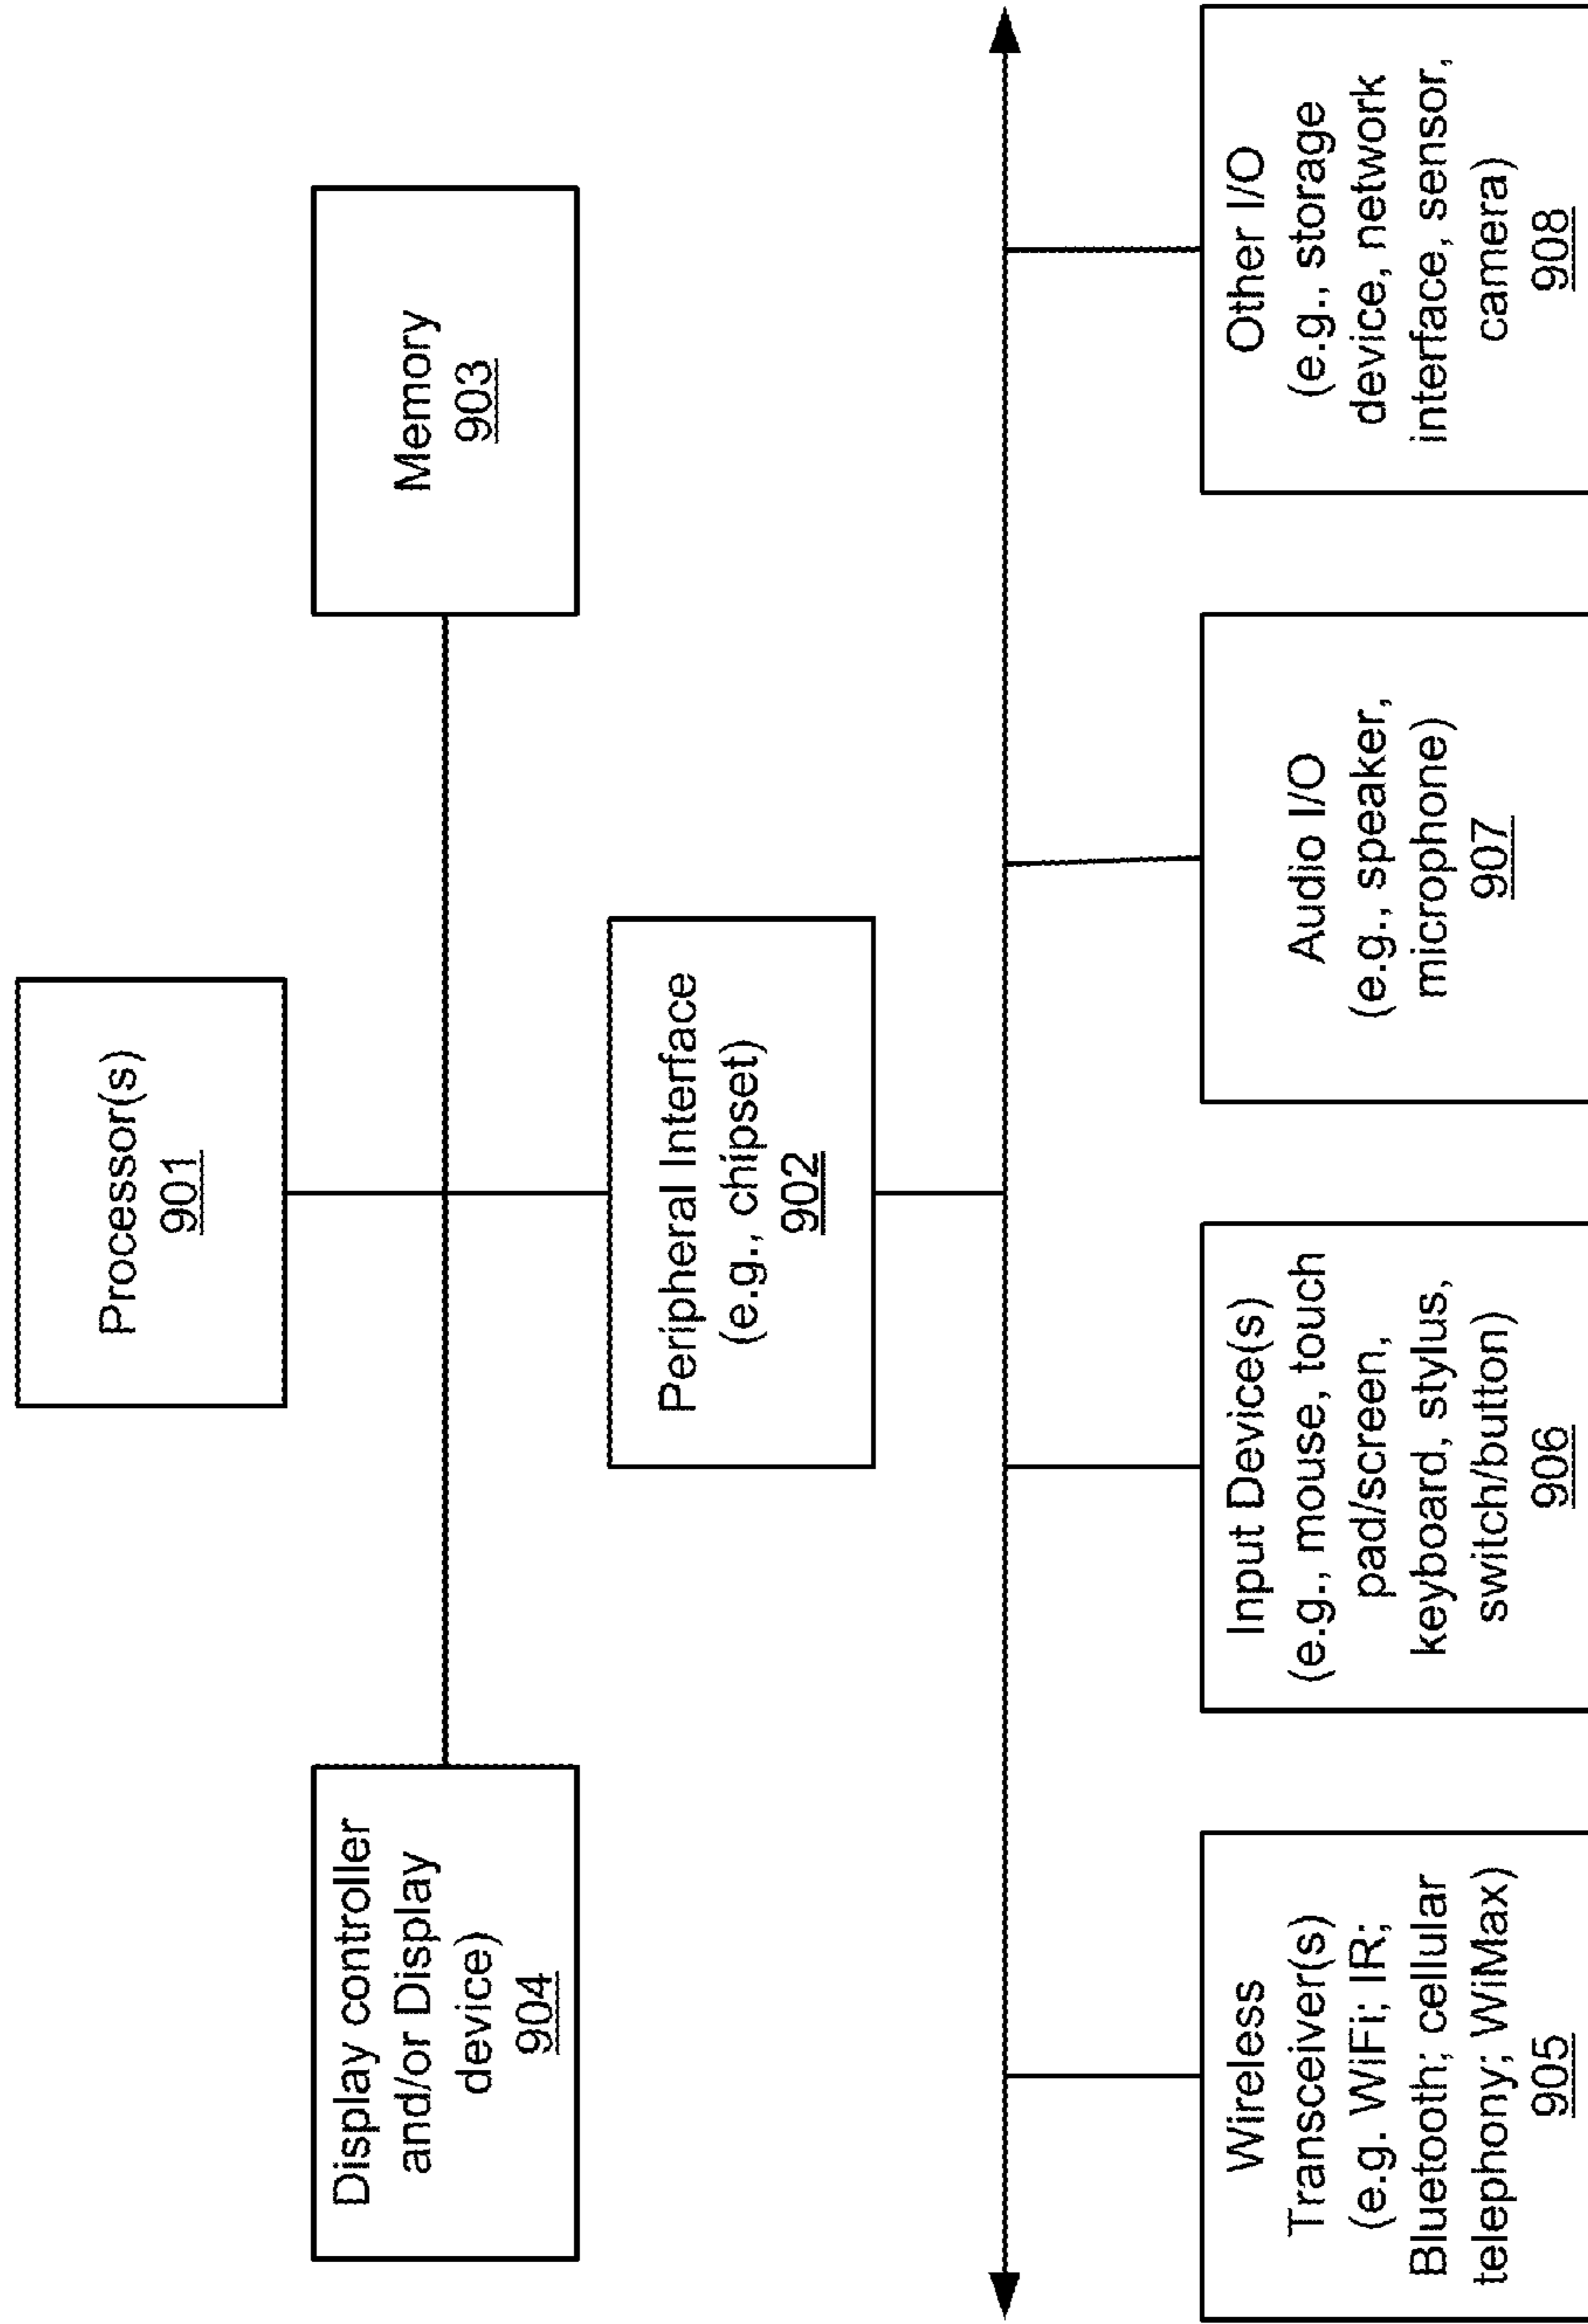 Processor(s)
901
Display controller
and/or Display
device)
904
Memory
903
Peripheral Interface
(e.g., chipset)
902
Wireless
Transceiver(s)
(e.g. WiFi; IR;
Bluetooth; cellular
telephony; WiMax)
905
Input Device(s)
(e.g., mouse, touch
pad/screen,
keyboard, stylus,
switch/button)
906
Audio I/O
(e.g., speaker,
microphone)
907
Other I/O
(e.g., storage
device, network
interface, sensor,
camera)
908